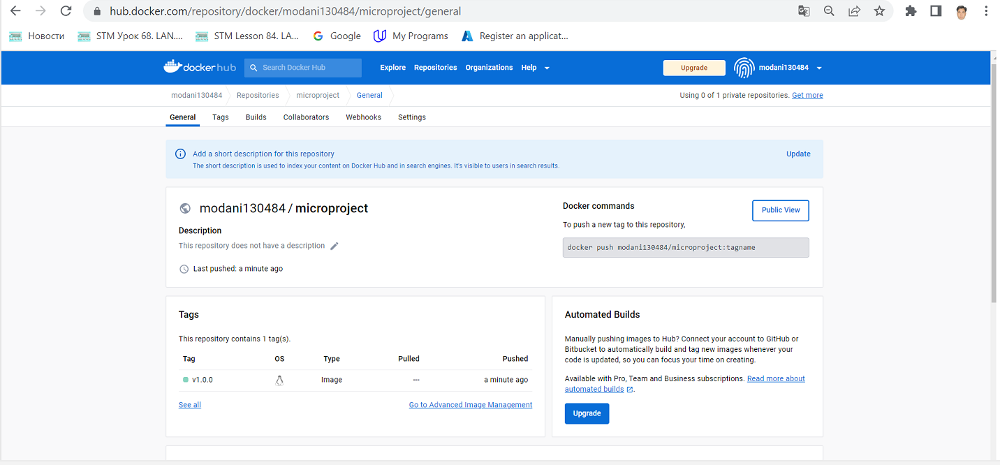 hub.docker.com/repository/docker/modani130484/microproject/general
Новости STM Урок 68. LAN.... STM Lesson 84. LA... Google My Programs Register an applicat...
dockerhub Search Docker Hub Explore Repositories Organizations Help Upgrade modani130484
modani130484 Repositories microproject General Using 0 of 1 private repositories. Get more
General Tags Builds Collaborators Webhooks Settings
Add a short description for this repository Update
The short description is used to index your content on Docker Hub and in search engines. It's visible to users in search results.
modani130484 / microproject
Description
This repository does not have a description
Last pushed: a minute ago
Docker commands
Public View
To push a new tag to this repository,
docker push modani130484/microproject:tagname
Tags
This repository contains 1 tag(s).
Tag OS Type Pulled Pushed
v1.0.0 Image --- a minute ago
See all Go to Advanced Image Management
Automated Builds
Manually pushing images to Hub? Connect your account to GitHub or
Bitbucket to automatically build and tag new images whenever your
code is updated, so you can focus your time on creating.
Available with Pro, Team and Business subscriptions. Read more about
automated builds .
Upgrade